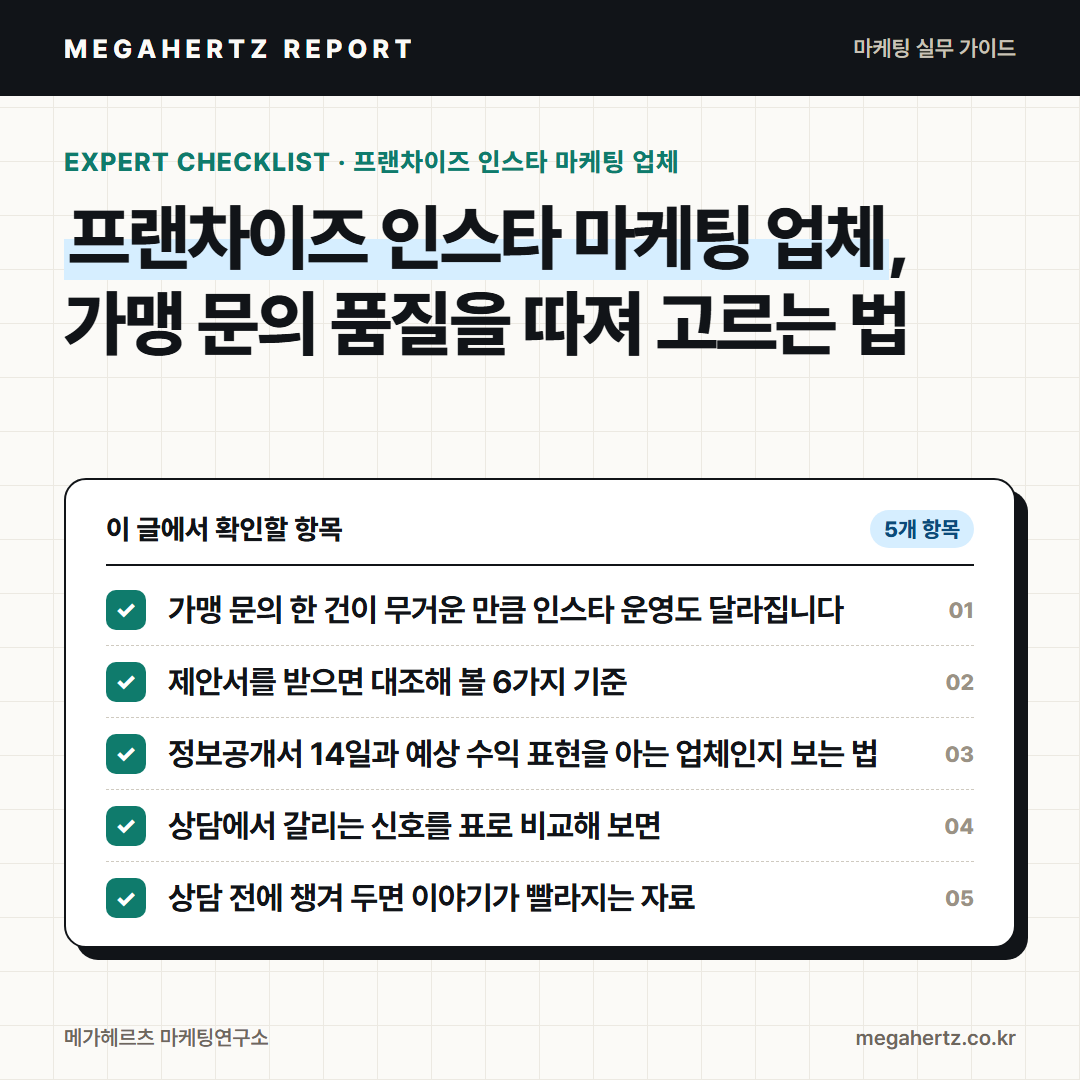 MEGAHERTZ REPORT
마케팅 실무 가이드
EXPERT CHECKLIST · 프랜차이즈 인스타 마케팅 업체
프랜차이즈 인스타 마케팅 업체,
가맹 문의 품질을 따져 고르는 법
이 글에서 확인할 항목
5개 항목
가맹 문의 한 건이 무거운 만큼 인스타 운영도 달라집니다
01
제안서를 받으면 대조해 볼 6가지 기준
02
정보공개서 14일과 예상 수익 표현을 아는 업체인지 보는 법
03
상담에서 갈리는 신호를 표로 비교해 보면
04
상담 전에 챙겨 두면 이야기가 빨라지는 자료
05
메가헤르츠 마케팅연구소
megahertz.co.kr